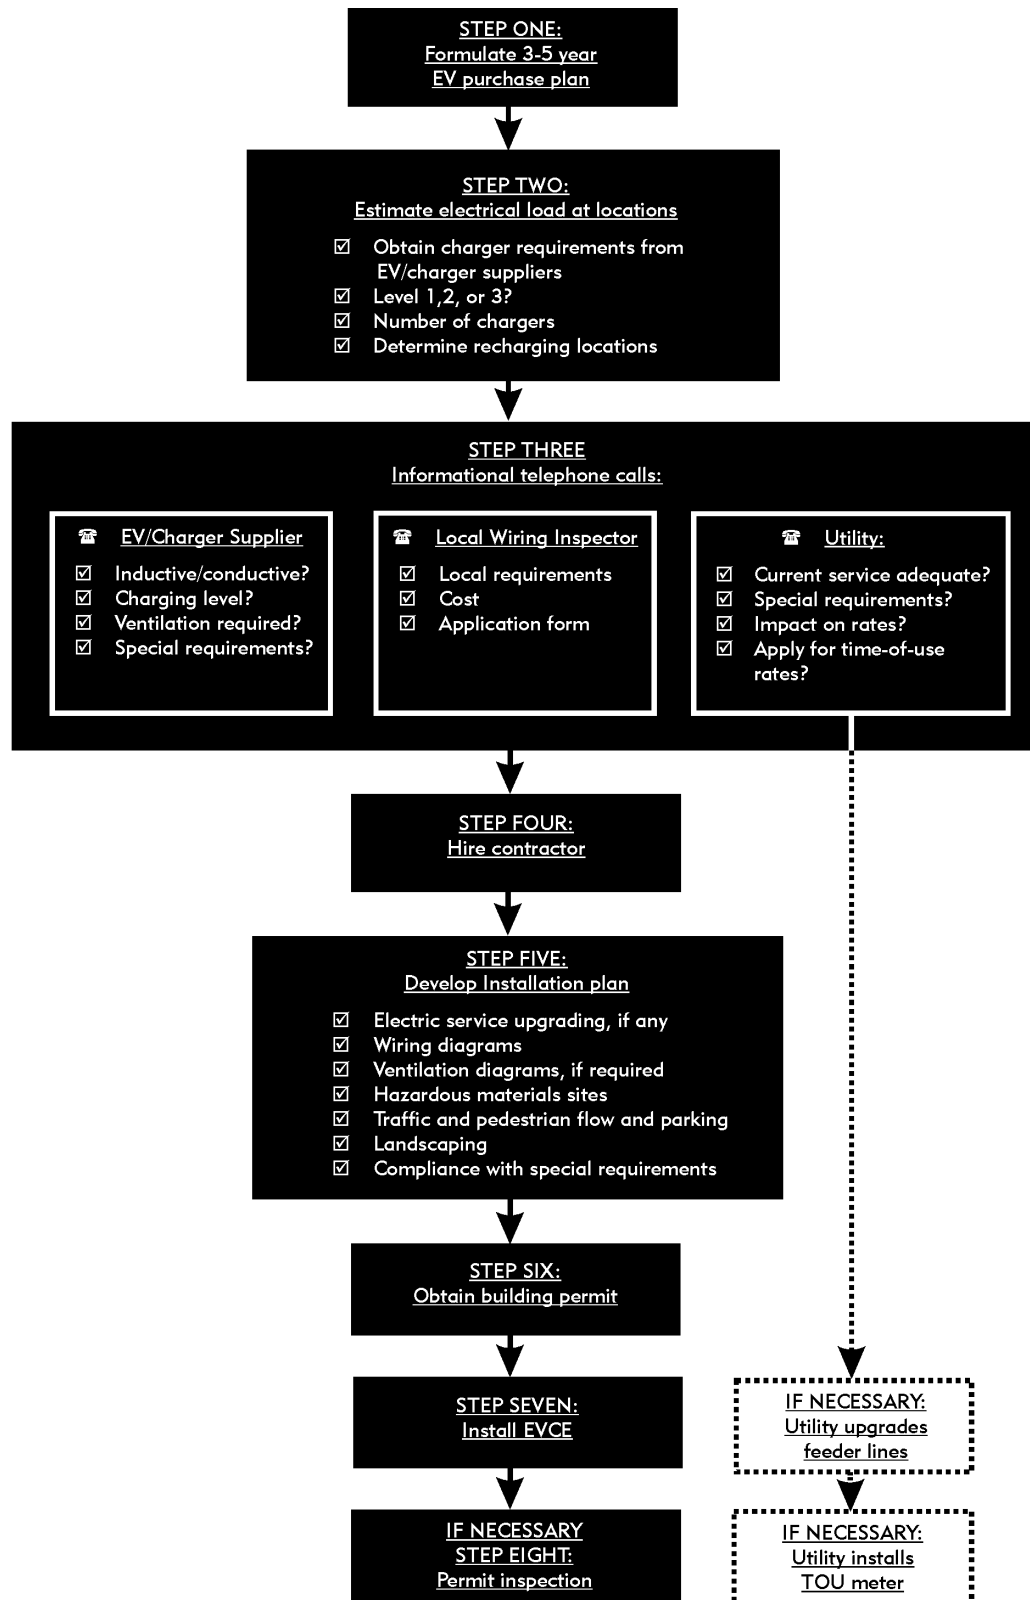 STEP ONE:
Formulate 3-5 year
EV purchase plan
STEP TWO:
Estimate electrical load at locations
Obtain charger requirements from
EV/charger suppliers
Level 1,2, or 3?
Number of chargers
Determine recharging locations
STEP THREE
Informational telephone calls:
EV/Charger Supplier
Inductive/conductive?
Charging level?
Ventilation required?
Special requirements?
Local Wiring Inspector
Local requirements
Cost
Application form
Utility:
Current service adequate?
Special requirements?
Impact on rates?
Apply for time-of-use
rates?
STEP FOUR:
Hire contractor
STEP FIVE:
Develop Installation plan
Electric service upgrading, if any
Wiring diagrams
Ventilation diagrams, if required
Hazardous materials sites
Traffic and pedestrian flow and parking
Landscaping
Compliance with special requirements
STEP SIX:
Obtain building permit
STEP SEVEN:
Install EVCE
IF NECESSARY:
Utility upgrades
feeder lines
IF NECESSARY
STEP EIGHT:
Permit inspection
IF NECESSARY:
Utility installs
TOU meter